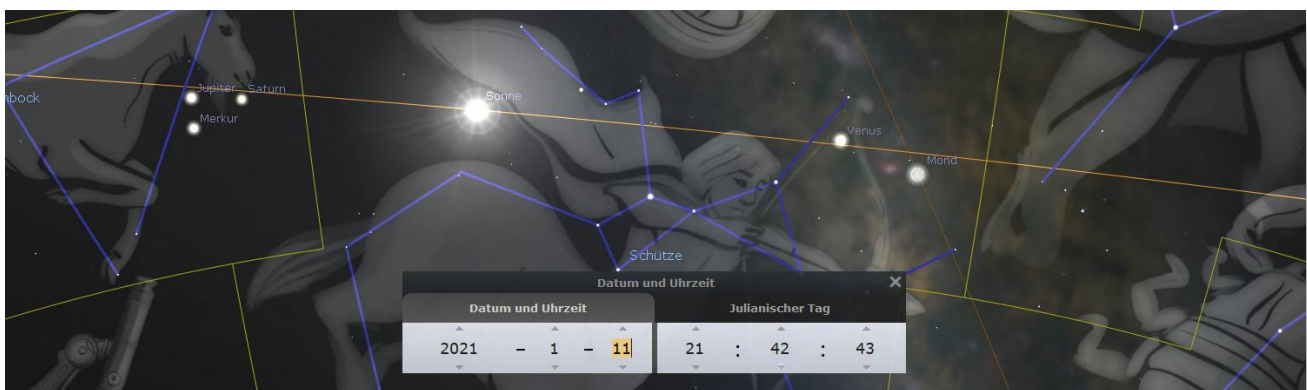 Jupiter Saturn
nbock
Sonne
Merkur
Venus
Mond
Schütze
Datum und Uhrzeit ×
Datum und Uhrzeit Julianischer Tag
2021 – 1 – 11 21 : 42 : 43